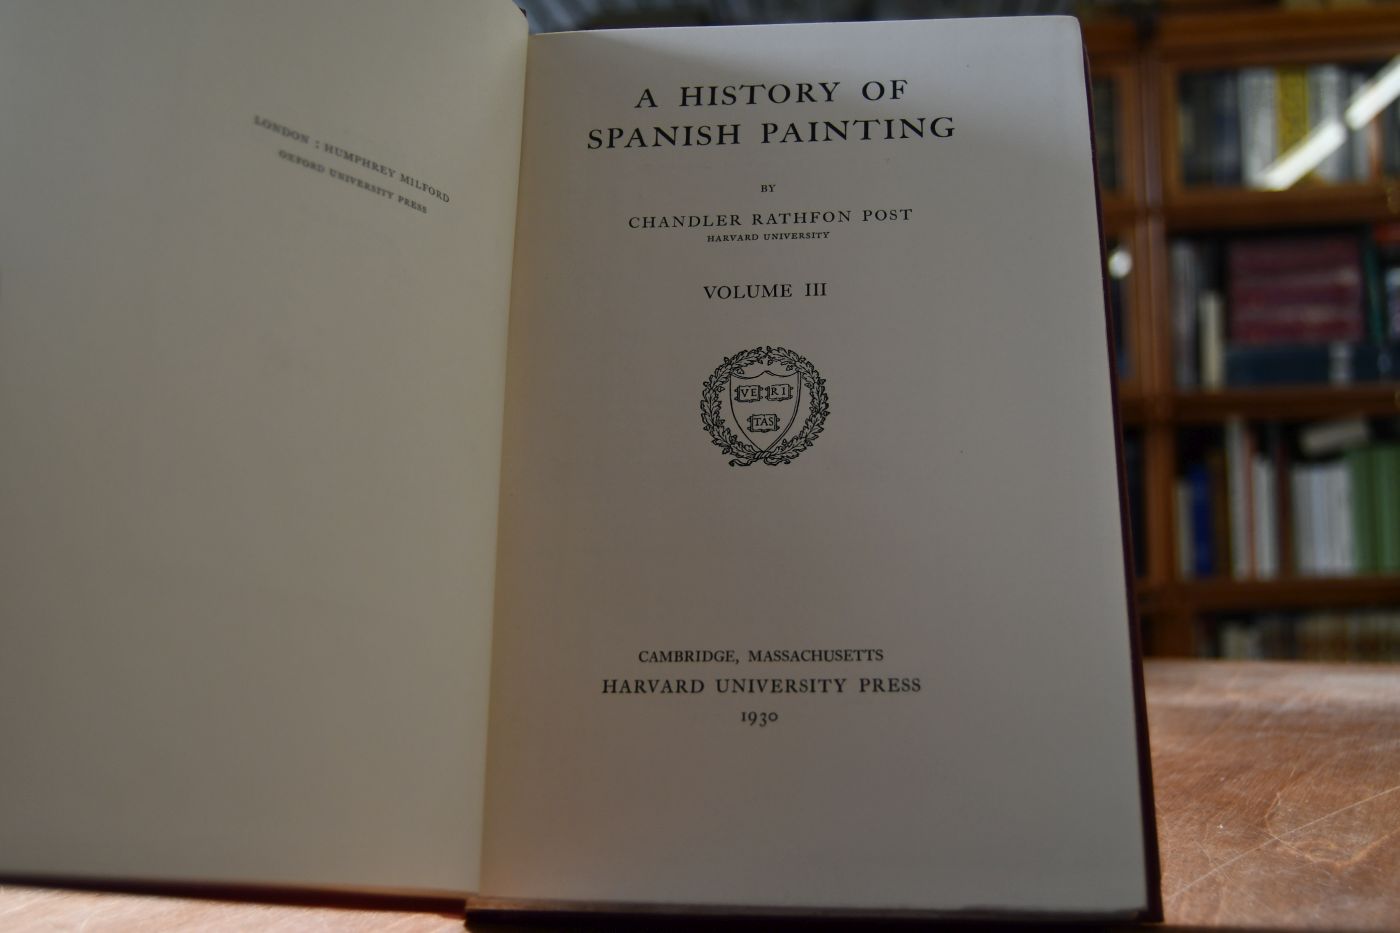 LONDON : HUMPHREY MILFORD
OXFORD UNIVERSITY PRESS
A HISTORY OF
SPANISH PAINTING
BY
CHANDLER RATHFON POST
HARVARD UNIVERSITY
VOLUME III
VE RI
TAS
CAMBRIDGE, MASSACHUSETTS
HARVARD UNIVERSITY PRESS
1930